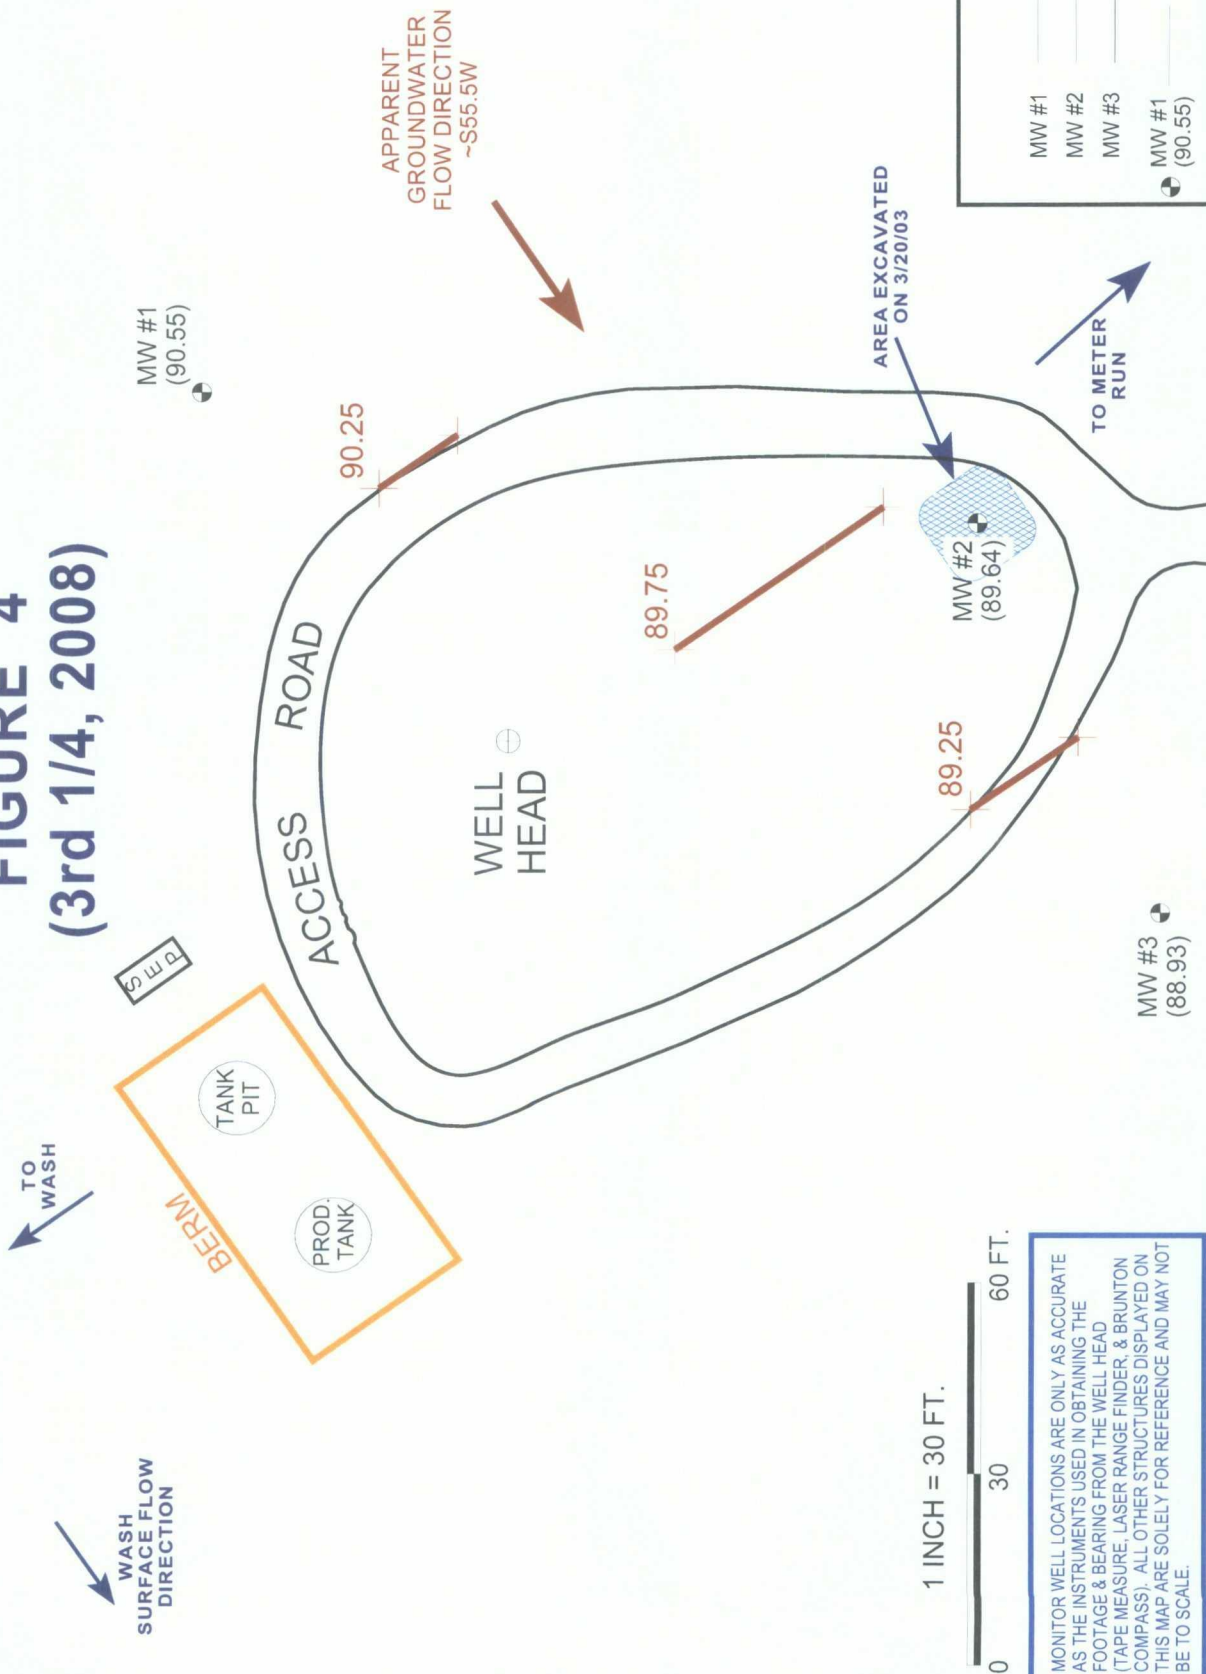 FIGURE 4
(3rd 1/4, 2008)
MW #1
(90.55)
APPARENT
GROUNDWATER
FLOW DIRECTION
~S55.5W
90.25
ACCESS ROAD
SEP
TO
WASH
BERM
TANK
PIT
PROD.
TANK
WASH
SURFACE FLOW
DIRECTION
WELL
HEAD
89.75
AREA EXCAVATED
ON 3/20/03
MW #2
(89.64)
89.25
MW #3
(88.93)
TO METER
RUN
MW #1
MW #2
MW #3
MW #1
(90.55)
1 INCH = 30 FT.
0 30 60 FT.
MONITOR WELL LOCATIONS ARE ONLY AS ACCURATE
AS THE INSTRUMENTS USED IN OBTAINING THE
FOOTAGE & BEARING FROM THE WELL HEAD
(TAPE MEASURE, LASER RANGE FINDER, & BRUNTON
COMPASS). ALL OTHER STRUCTURES DISPLAYED ON
THIS MAP ARE SOLELY FOR REFERENCE AND MAY NOT
BE TO SCALE.